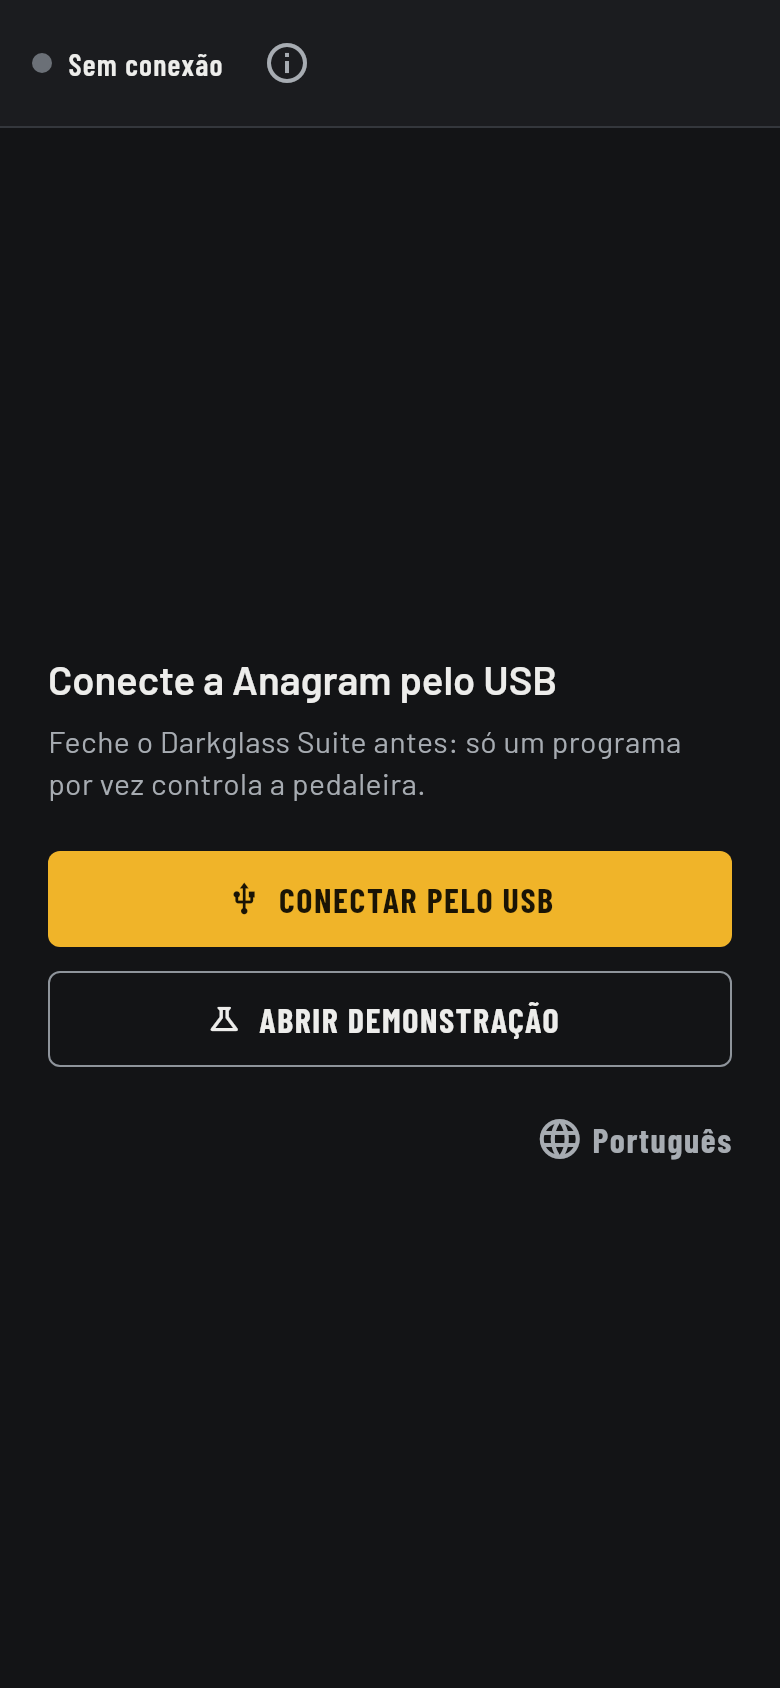 Sem conexão
Conecte a Anagram pelo USB
Feche o Darkglass Suite antes: só um programa
por vez controla a pedaleira.
CONECTAR PELO USB
ABRIR DEMONSTRAÇÃO
Português